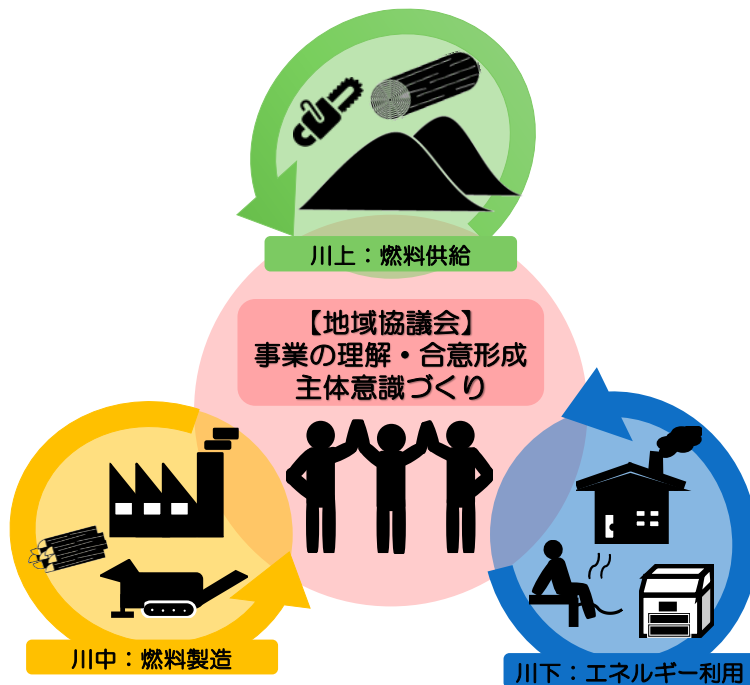 川上：燃料供給
【地域協議会】
事業の理解・合意形成
主体意識づくり
川中：燃料製造
川下：エネルギー利用